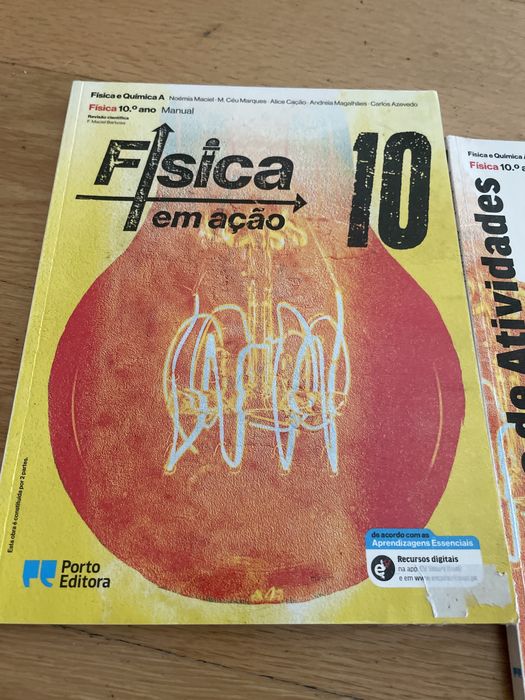 Física e Química A Noémia Maciel • M. Céu Marques • Alice Cação • Andreia Magalhães • Carlos Azevedo
Física 10.º ano Manual
Revisão científica
F. Maciel Barbosa
Física
em ação
10
Esta obra é constituída por 2 partes.
Porto
Editora
de acordo com as
Aprendizagens Essenciais
Recursos digitais
na app
e em www
Física e Química A
Física 10.º a
de Atividades